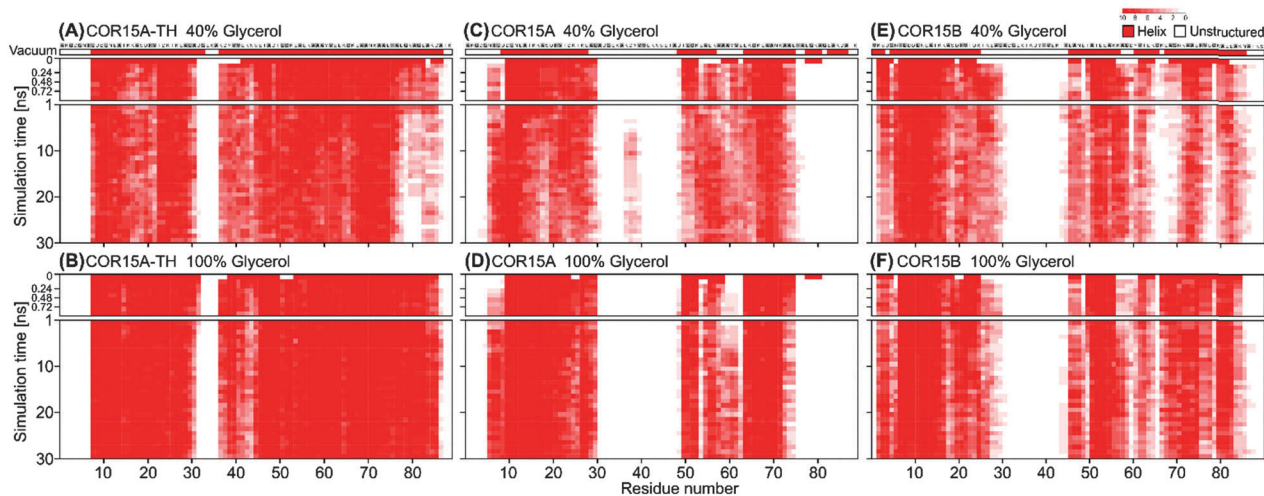 (A) COR15A-TH 40% Glycerol
(C) COR15A 40% Glycerol
(E) COR15B 40% Glycerol
10 8 6 4 2 0
Helix Unstructured
Vacuum
0
0.24
0.48
0.72
1
10
20
30
Simulation time [ns]
(B) COR15A-TH 100% Glycerol
(D) COR15A 100% Glycerol
(F) COR15B 100% Glycerol
0
0.24
0.48
0.72
1
10
20
30
Simulation time [ns]
10 20 30 40 50 60 70 80
10 20 30 40 50 60 70 80
10 20 30 40 50 60 70 80
Residue number